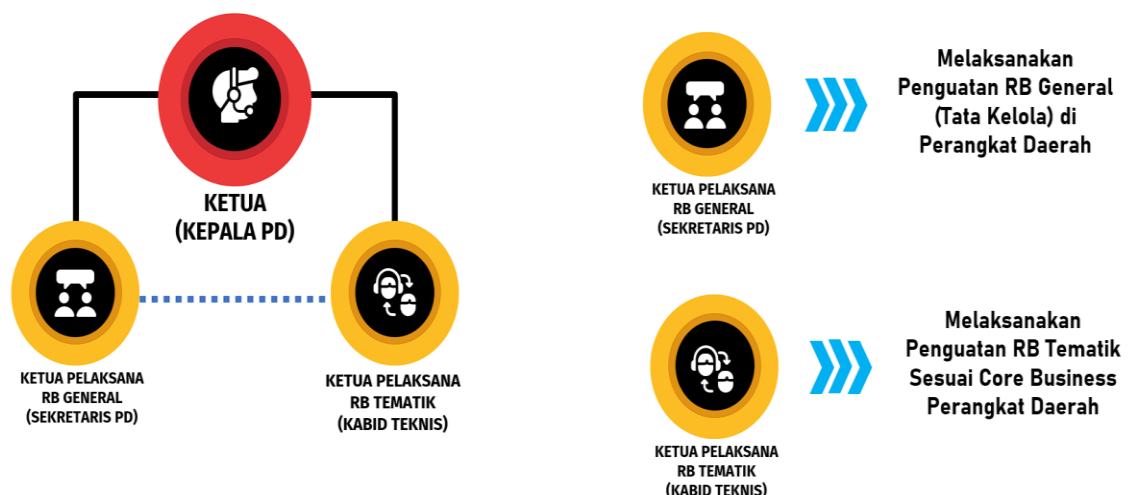 KETUA
(KEPALA PD)
KETUA PELAKSANA
RB GENERAL
(SEKRETARIS PD)
KETUA PELAKSANA
RB TEMATIK
(KABID TEKNIS)
KETUA PELAKSANA
RB GENERAL
(SEKRETARIS PD)
Melaksanakan
Penguatan RB General
(Tata Kelola) di
Perangkat Daerah
KETUA PELAKSANA
RB TEMATIK
(KABID TEKNIS)
Melaksanakan
Penguatan RB Tematik
Sesuai Core Business
Perangkat Daerah